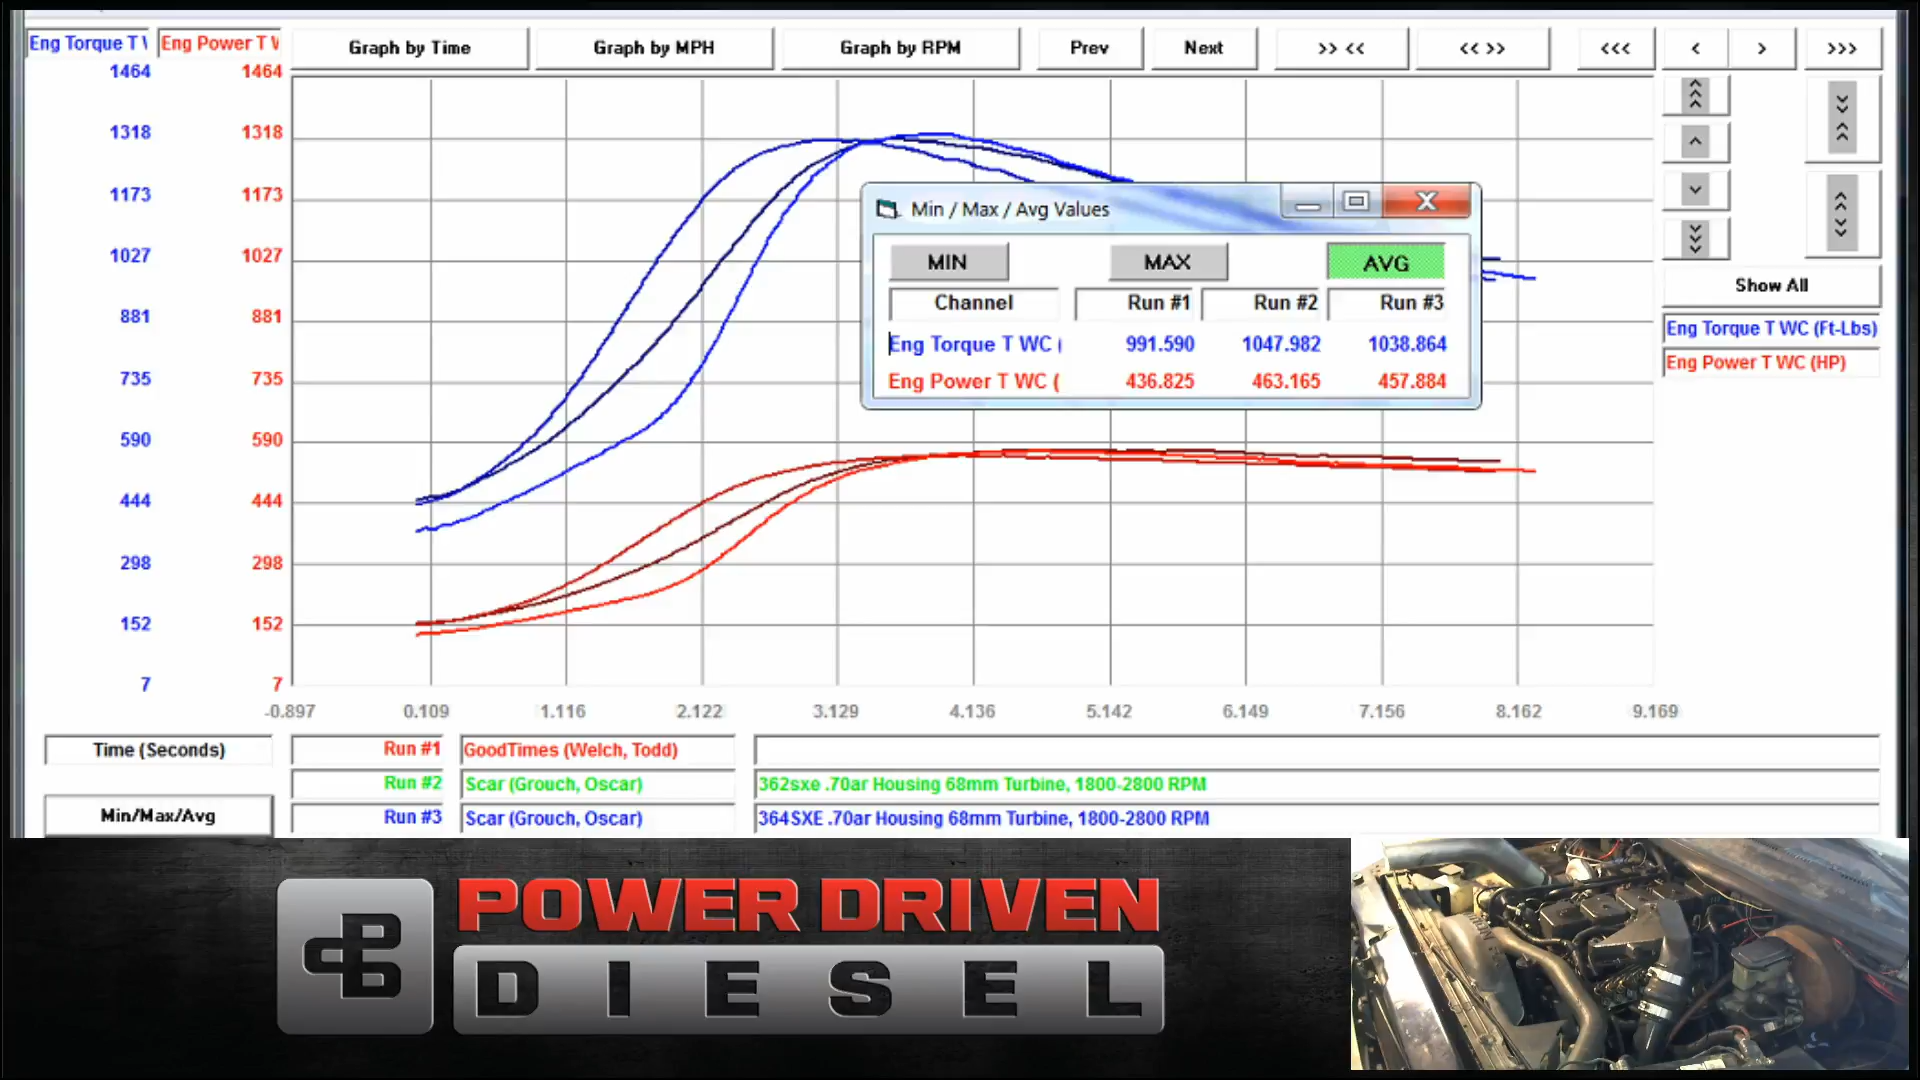 Eng Torque T Eng Power T Graph by Time Graph by MPH Graph by RPM Prev Next >> << << >> <<< < > >>>
1464 1464
1318 1318
1173 1173
1027 1027
881 881
735 735
590 590
444 444
298 298
152 152
7 7
-0.897 0.109 1.116 2.122 3.129 4.136 5.142 6.149 7.156 8.162 9.169
Min / Max / Avg Values
MIN MAX AVG
Channel Run #1 Run #2 Run #3
Eng Torque T WC ( 991.590 1047.982 1038.864
Eng Power T WC ( 436.825 463.165 457.884
Show All
Eng Torque T WC (Ft-Lbs)
Eng Power T WC (HP)
Time (Seconds) Run #1 GoodTimes (Welch, Todd)
Run #2 Scar (Grouch, Oscar) 362sxe .70ar Housing 68mm Turbine, 1800-2800 RPM
Min/Max/Avg Run #3 Scar (Grouch, Oscar) 364SXE .70ar Housing 68mm Turbine, 1800-2800 RPM
POWER DRIVEN
DIESEL